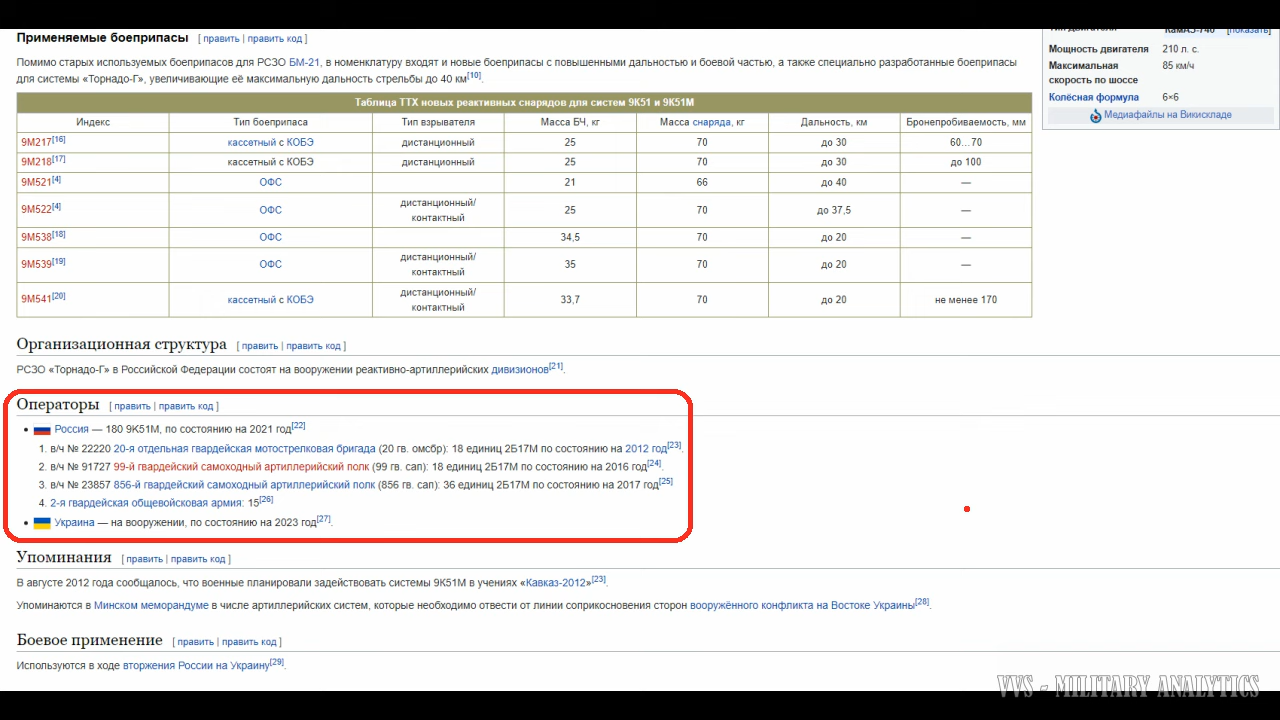 Применяемые боеприпасы [ править | править код ]
Помимо старых используемых боеприпасов для РСЗО БМ-21, в номенклатуру входят и новые боеприпасы с повышенными дальностью и боевой частью, а также специально разработанные боеприпасы
для системы «Торнадо-Г», увеличивающие её максимальную дальность стрельбы до 40 км[10].
Таблица ТТХ новых реактивных снарядов для систем 9К51 и 9К51М
Индекс Тип боеприпаса Тип взрывателя Масса БЧ, кг Масса снаряда, кг Дальность, км Бронепробиваемость, мм
9М217[16] кассетный с КОБЭ дистанционный 25 70 до 30 60…70
9М218[17] кассетный с КОБЭ дистанционный 25 70 до 30 до 100
9М521[4] ОФС 21 66 до 40 —
9М522[4] ОФС дистанционный/контактный 25 70 до 37,5 —
9М538[18] ОФС 34,5 70 до 20 —
9М539[19] ОФС дистанционный/контактный 35 70 до 20 —
9М541[20] кассетный с КОБЭ дистанционный/контактный 33,7 70 до 20 не менее 170
КамАЗ-740 [показать]
Мощность двигателя 210 л. с.
Максимальная скорость по шоссе 85 км/ч
Колёсная формула 6×6
Медиафайлы на Викискладе
Организационная структура [ править | править код ]
РСЗО «Торнадо-Г» в Российской Федерации состоят на вооружении реактивно-артиллерийских дивизионов[21].
Операторы [ править | править код ]
• Россия — 180 9К51М, по состоянию на 2021 год[22]
1. в/ч № 22220 20-я отдельная гвардейская мотострелковая бригада (20 гв. омсбр): 18 единиц 2Б17М по состоянию на 2012 год[23].
2. в/ч № 91727 99-й гвардейский самоходный артиллерийский полк (99 гв. сап): 18 единиц 2Б17М по состоянию на 2016 год[24].
3. в/ч № 23857 856-й гвардейский самоходный артиллерийский полк (856 гв. сап): 36 единиц 2Б17М по состоянию на 2017 год[25]
4. 2-я гвардейская общевойсковая армия: 15[26]
• Украина — на вооружении, по состоянию на 2023 год[27].
Упоминания [ править | править код ]
В августе 2012 года сообщалось, что военные планировали задействовать системы 9К51М в учениях «Кавказ-2012»[23].
Упоминаются в Минском меморандуме в числе артиллерийских систем, которые необходимо отвести от линии соприкосновения сторон вооружённого конфликта на Востоке Украины[28].
Боевое применение [ править | править код ]
Используются в ходе вторжения России на Украину[29].
VVS - MILITARY ANALYTICS